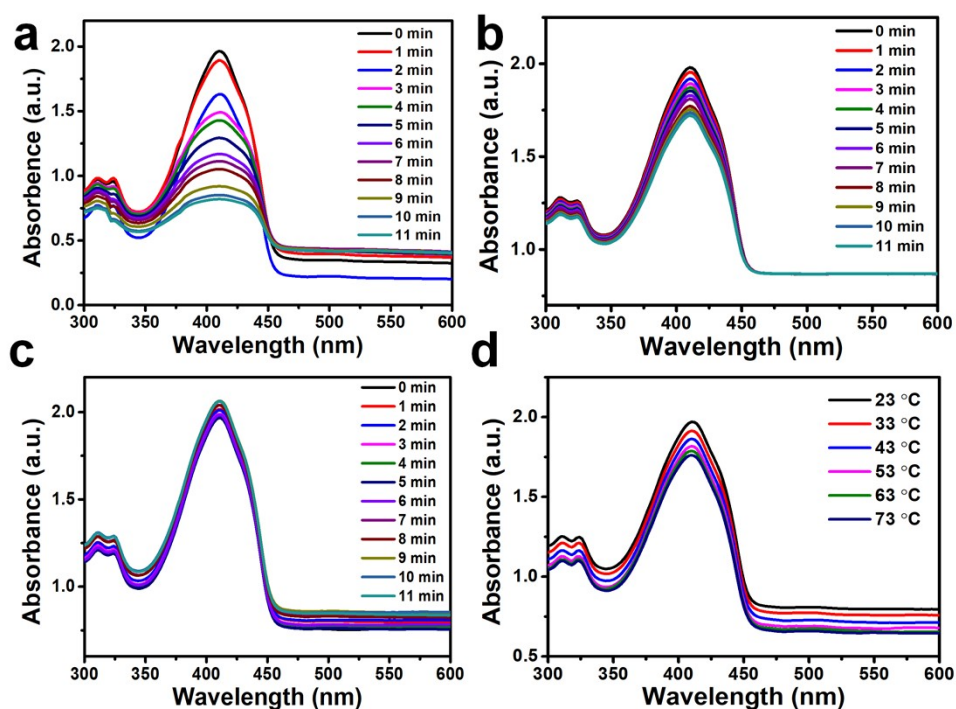 a
Absorbence (a.u.)
2.0
1.5
1.0
0.5
0.0
300 350 400 450 500 550 600
Wavelength (nm)
0 min
1 min
2 min
3 min
4 min
5 min
6 min
7 min
8 min
9 min
10 min
11 min
b
Absorbance (a.u.)
2.0
1.5
1.0
300 350 400 450 500 550 600
Wavelength (nm)
0 min
1 min
2 min
3 min
4 min
5 min
6 min
7 min
8 min
9 min
10 min
11 min
c
Absorbance (a.u.)
2.0
1.5
1.0
300 350 400 450 500 550 600
Wavelength (nm)
0 min
1 min
2 min
3 min
4 min
5 min
6 min
7 min
8 min
9 min
10 min
11 min
d
Absorbance (a.u.)
2.0
1.5
1.0
0.5
300 350 400 450 500 550 600
Wavelength (nm)
23 °C
33 °C
43 °C
53 °C
63 °C
73 °C